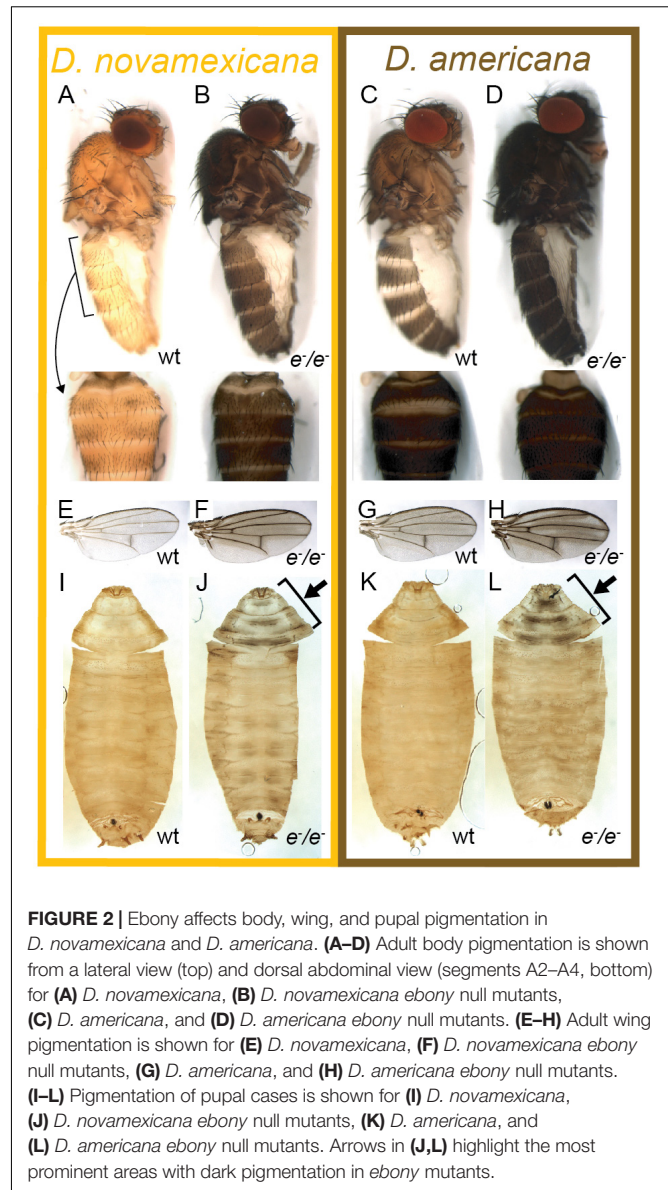 D. novamexicana
D. americana
A
B
C
D
wt
e-/e-
wt
e-/e-
E
F
G
H
wt
e-/e-
wt
e-/e-
I
J
K
L
wt
e-/e-
wt
e-/e-
FIGURE 2 | Ebony affects body, wing, and pupal pigmentation in
D. novamexicana and D. americana. (A–D) Adult body pigmentation is shown
from a lateral view (top) and dorsal abdominal view (segments A2–A4, bottom)
for (A) D. novamexicana, (B) D. novamexicana ebony null mutants,
(C) D. americana, and (D) D. americana ebony null mutants. (E–H) Adult wing
pigmentation is shown for (E) D. novamexicana, (F) D. novamexicana ebony
null mutants, (G) D. americana, and (H) D. americana ebony null mutants.
(I–L) Pigmentation of pupal cases is shown for (I) D. novamexicana,
(J) D. novamexicana ebony null mutants, (K) D. americana, and
(L) D. americana ebony null mutants. Arrows in (J,L) highlight the most
prominent areas with dark pigmentation in ebony mutants.